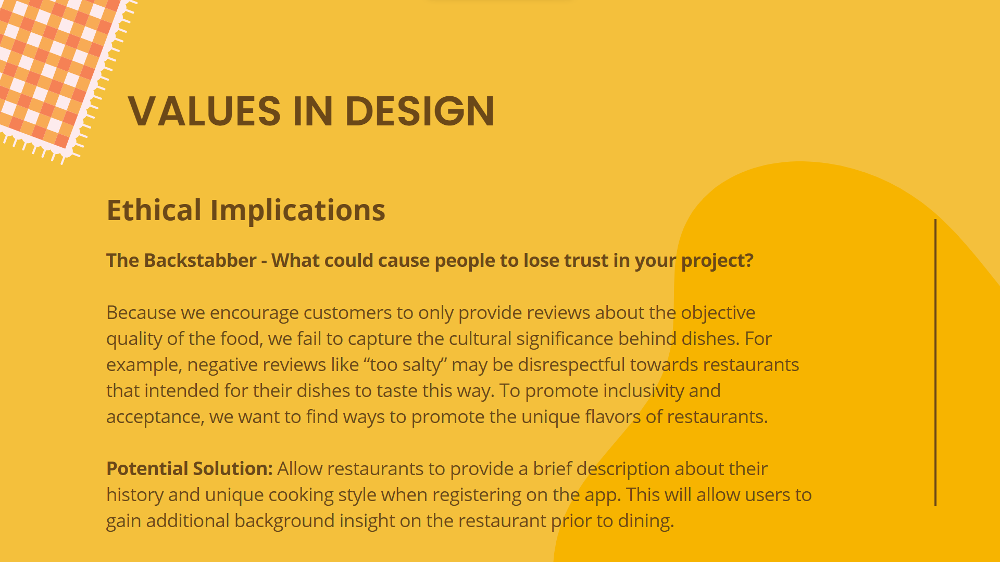 VALUES IN DESIGN
Ethical Implications
The Backstabber - What could cause people to lose trust in your project?
Because we encourage customers to only provide reviews about the objective
quality of the food, we fail to capture the cultural significance behind dishes. For
example, negative reviews like “too salty” may be disrespectful towards restaurants
that intended for their dishes to taste this way. To promote inclusivity and
acceptance, we want to find ways to promote the unique flavors of restaurants.
Potential Solution: Allow restaurants to provide a brief description about their
history and unique cooking style when registering on the app. This will allow users to
gain additional background insight on the restaurant prior to dining.